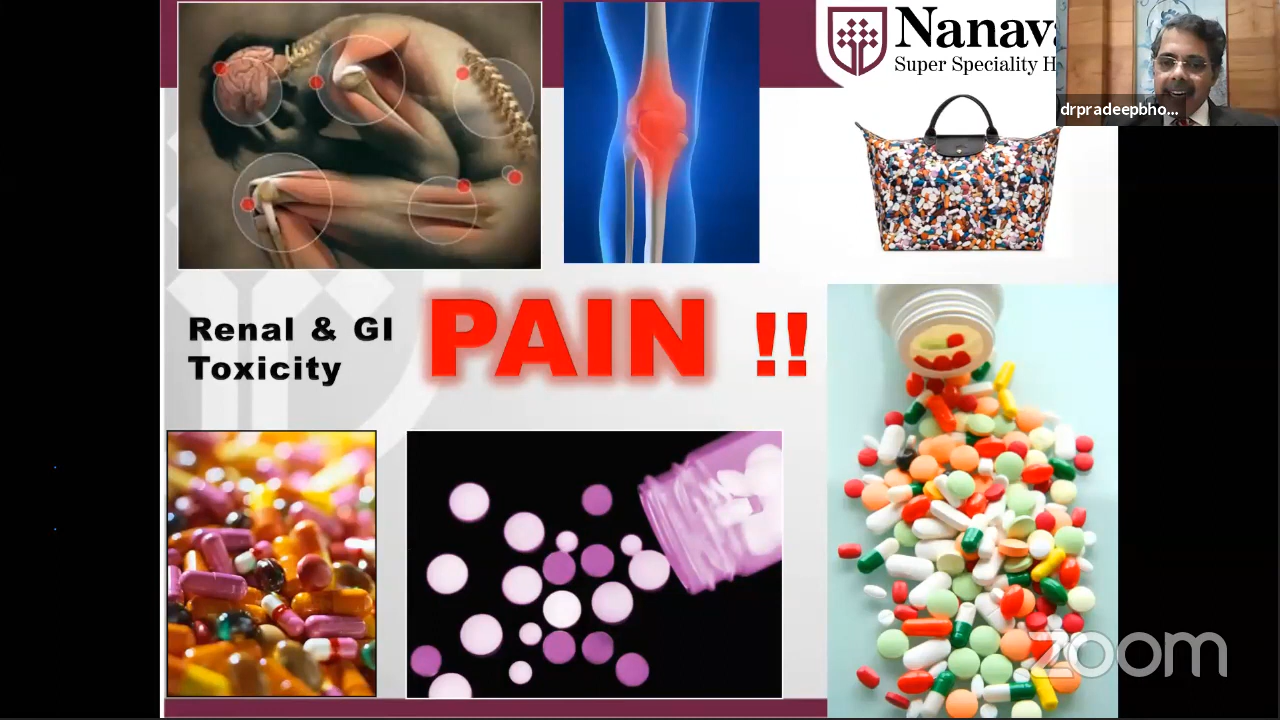 Nanava
Super Speciality H
drpradeepbho...
Renal & GI
Toxicity
PAIN !!
zoom